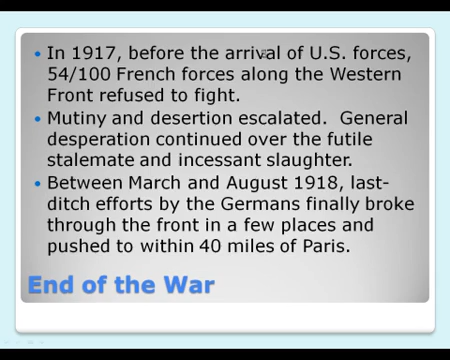 • In 1917, before the arrival of U.S. forces,
54/100 French forces along the Western
Front refused to fight.
• Mutiny and desertion escalated.  General
desperation continued over the futile
stalemate and incessant slaughter.
• Between March and August 1918, last-
ditch efforts by the Germans finally broke
through the front in a few places and
pushed to within 40 miles of Paris.
End of the War